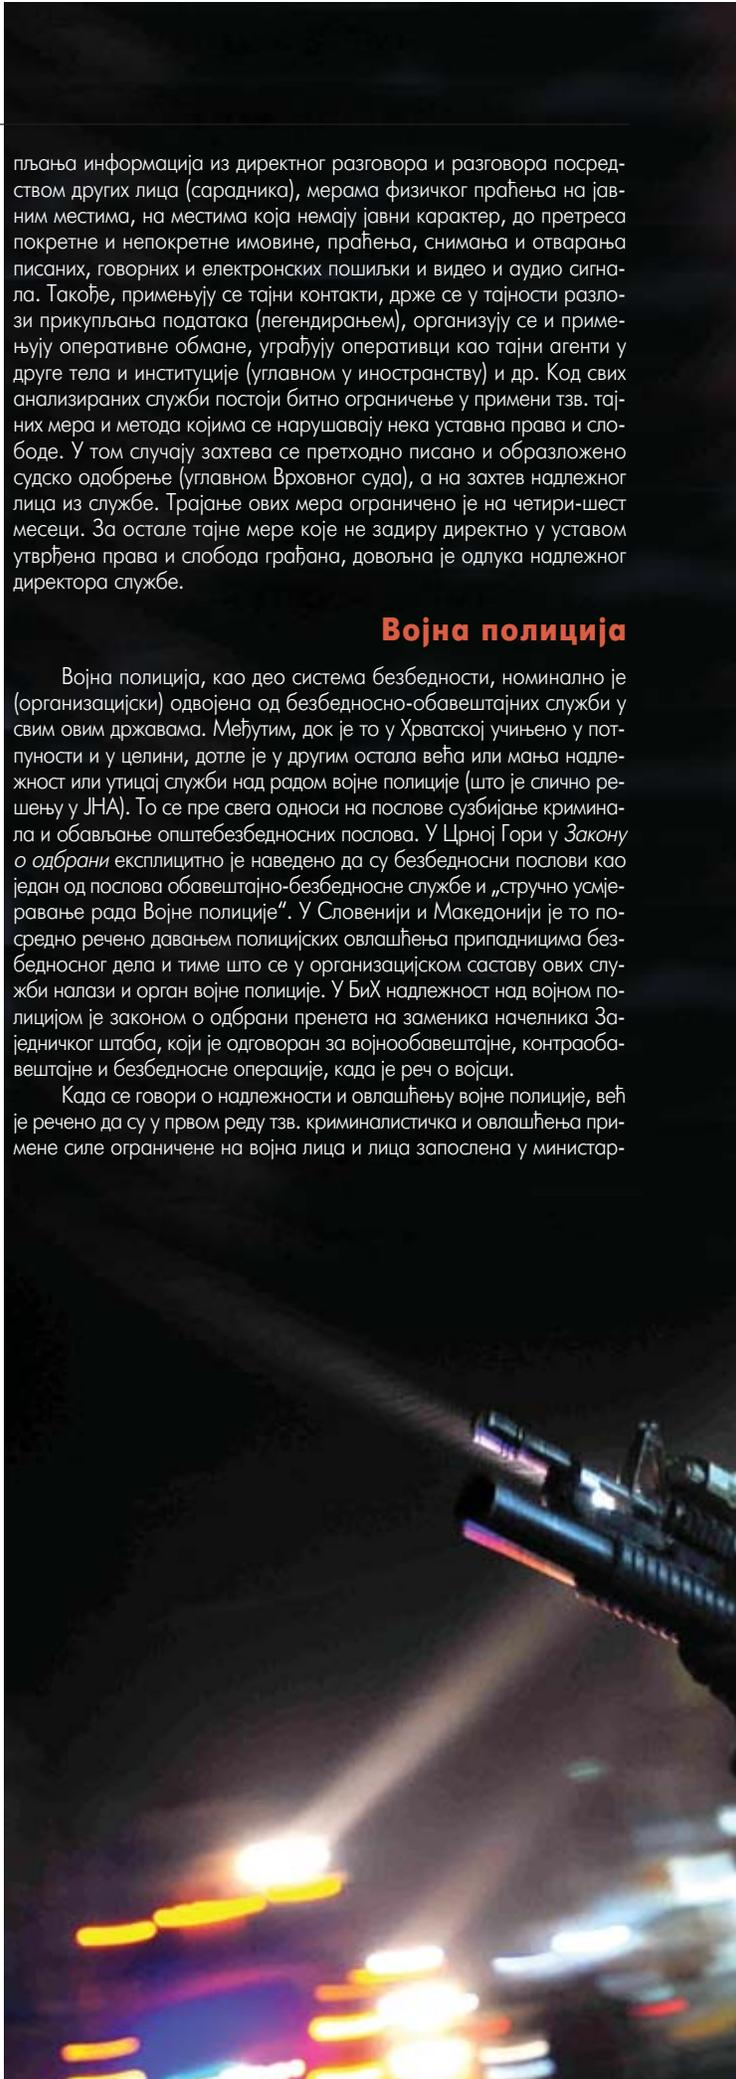 пљања информација из директног разговора и разговора посред-
ством других лица (сарадника), мерама физичког праћења на јав-
ним местима, на местима која немају јавни карактер, до претреса
покретне и непокретне имовине, праћења, снимања и отварања
писаних, говорних и електронских пошиљки и видео и аудио сигна-
ла. Такође, примењују се тајни контакти, држе се у тајности разло-
зи прикупљања података (легендирањем), организују се и приме-
њују оперативне обмане, уграђују оперативци као тајни агенти у
друге тела и институције (углавном у иностранству) и др. Код свих
анализираних служби постоји битно ограничење у примени тзв. тај-
них мера и метода којима се нарушавају нека уставна права и сло-
боде. У том случају захтева се претходно писано и образложено
судско одобрење (углавном Врховног суда), а на захтев надлежног
лица из службе. Трајање ових мера ограничено је на четири-шест
месеци. За остале тајне мере које не задиру директно у уставом
утврђена права и слобода грађана, довољна је одлука надлежног
директора службе.
Војна полиција
Војна полиција, као део система безбедности, номинално је
(организацијски) одвојена од безбедносно-обавештајних служби у
свим овим државама. Међутим, док је то у Хрватској учињено у пот-
пуности и у целини, дотле је у другим остала већа или мања надле-
жност или утицај служби над радом војне полиције (што је слично ре-
шењу у ЈНА). То се пре свега односи на послове сузбијање кримина-
ла и обављање општебезбедносних послова. У Црној Гори у Закону
о одбрани експлицитно је наведено да су безбедносни послови као
један од послова обавештајно-безбедносне службе и „стручно усмје-
равање рада Војне полиције“. У Словенији и Македонији је то по-
средно речено давањем полицијских овлашћења припадницима без-
бедносног дела и тиме што се у организацијском саставу ових слу-
жби налази и орган војне полиције. У БиХ надлежност над војном по-
лицијом је законом о одбрани пренета на заменика начелника За-
једничког штаба, који је одговоран за војнообавештајне, контраоба-
вештајне и безбедносне операције, када је реч о војсци.
Када се говори о надлежности и овлашћењу војне полиције, већ
је речено да су у првом реду тзв. криминалистичка и овлашћења при-
мене силе ограничене на војна лица и лица запослена у министар-